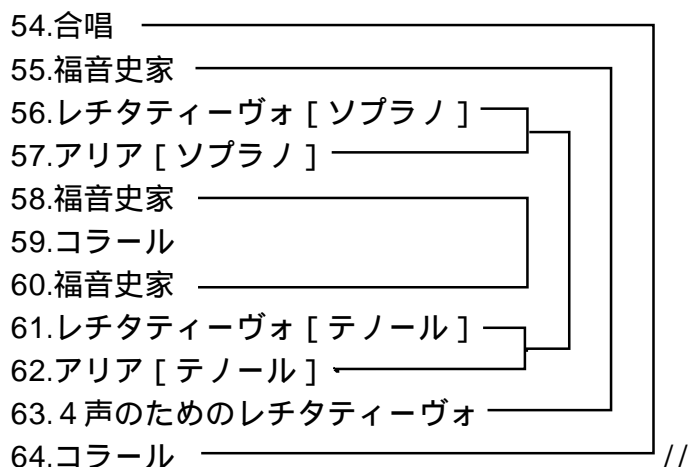 54.合唱
55.福音史家
56.レチタティーヴォ [ ソプラノ ]
57.アリア [ ソプラノ ]
58.福音史家
59.コラール
60.福音史家
61.レチタティーヴォ [ テノール ]
62.アリア [ テノール ]
63.４声のためのレチタティーヴォ
64.コラール //